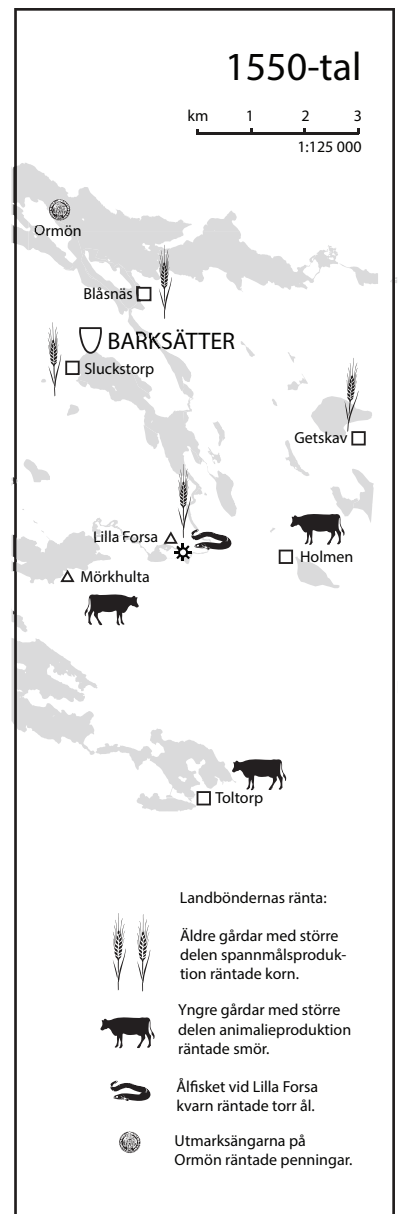 1550-tal
km 1 2 3
1:125 000
Ormön
Blåsnäs
BARKSÄTTER
Sluckstorp
Getskav
Lilla Forsa
Holmen
Mörkhulta
Toltorp
Landböndernas ränta:
Äldre gårdar med större
delen spannmålsproduk-
tion räntade korn.
Yngre gårdar med större
delen animalieproduktion
räntade smör.
Ålfisket vid Lilla Forsa
kvarn räntade torr ål.
Utmarksängarna på
Ormön räntade penningar.